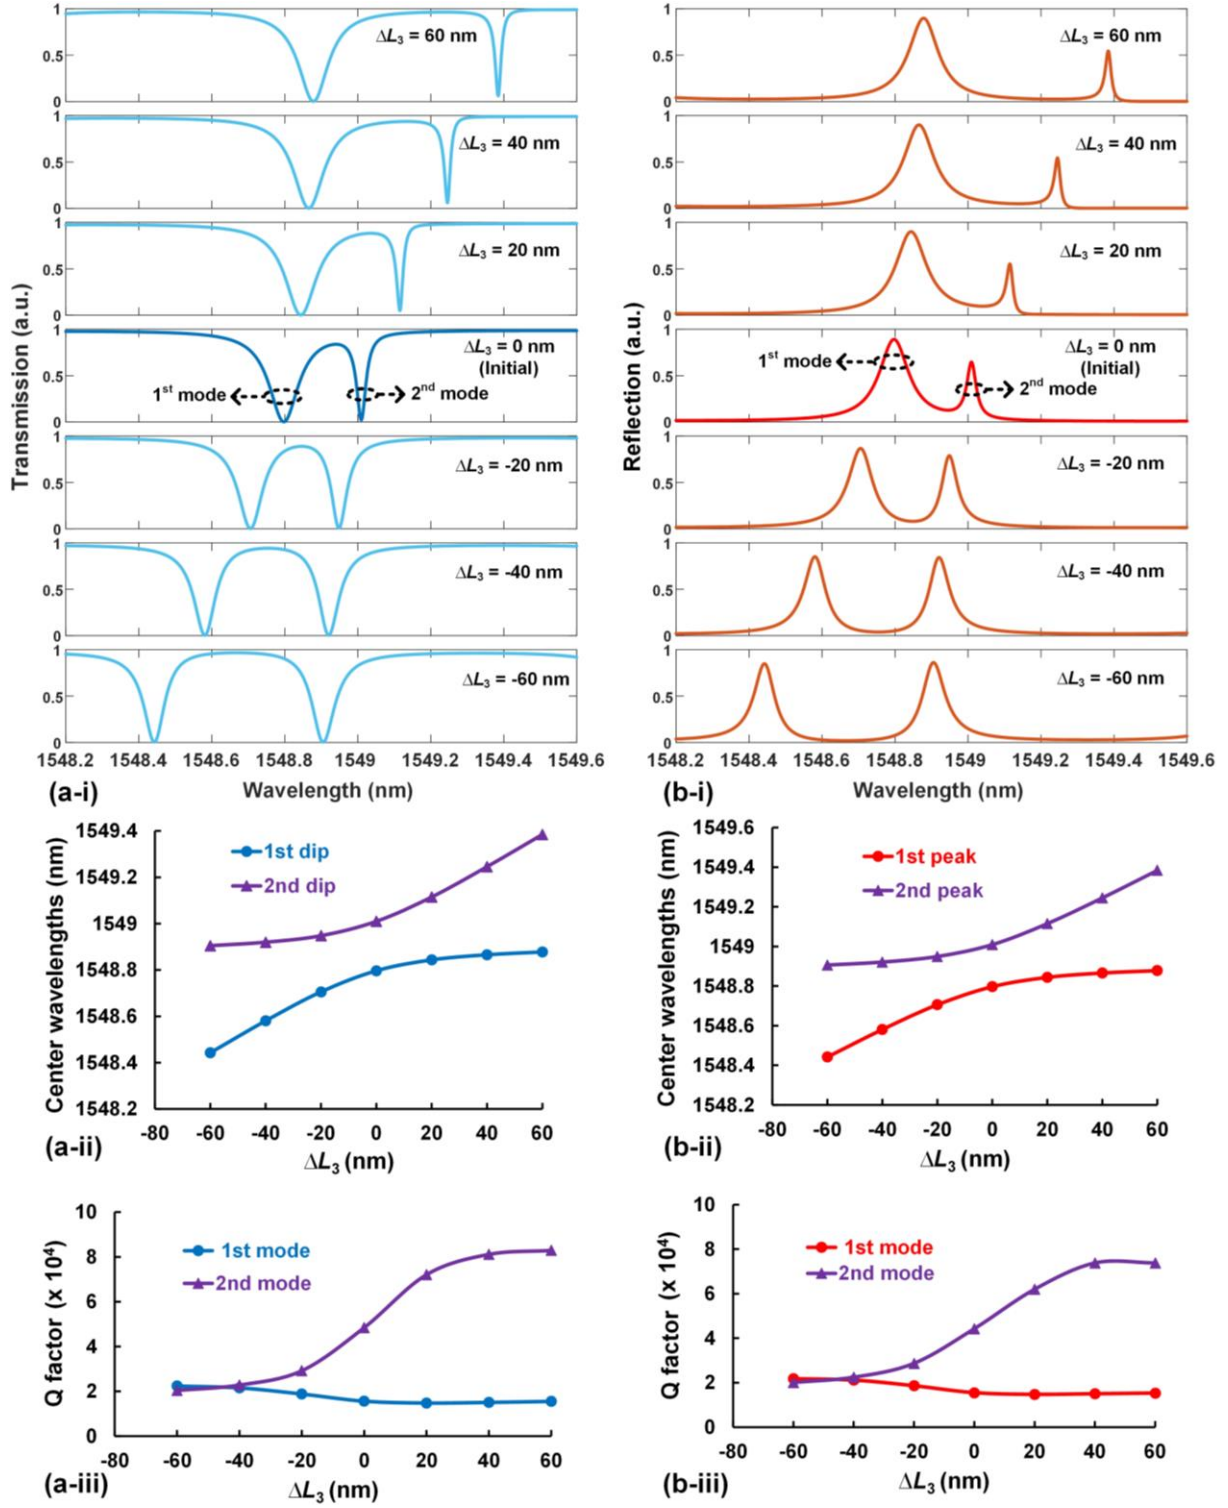 1
0.5
0
ΔL3 = 60 nm
1
0.5
0
ΔL3 = 40 nm
1
0.5
0
ΔL3 = 20 nm
1
0.5
0
ΔL3 = 0 nm
(Initial)
1st mode
2nd mode
1
0.5
0
ΔL3 = -20 nm
1
0.5
0
ΔL3 = -40 nm
1
0.5
0
ΔL3 = -60 nm
Transmission (a.u.)
1548.2 1548.4 1548.6 1548.8 1549 1549.2 1549.4 1549.6
(a-i) Wavelength (nm)
1
0.5
0
ΔL3 = 60 nm
1
0.5
0
ΔL3 = 40 nm
1
0.5
0
ΔL3 = 20 nm
1
0.5
0
ΔL3 = 0 nm
(Initial)
1st mode
2nd mode
1
0.5
0
ΔL3 = -20 nm
1
0.5
0
ΔL3 = -40 nm
1
0.5
0
ΔL3 = -60 nm
Reflection (a.u.)
1548.2 1548.4 1548.6 1548.8 1549 1549.2 1549.4 1549.6
(b-i) Wavelength (nm)
Center wavelengths (nm)
1549.4
1549.2
1549
1548.8
1548.6
1548.4
1548.2
1st dip
2nd dip
-80 -60 -40 -20 0 20 40 60
(a-ii) ΔL3 (nm)
Center wavelengths (nm)
1549.6
1549.4
1549.2
1549
1548.8
1548.6
1548.4
1548.2
1st peak
2nd peak
-80 -60 -40 -20 0 20 40 60
(b-ii) ΔL3 (nm)
Q factor (x 10⁴)
10
8
6
4
2
0
1st mode
2nd mode
-80 -60 -40 -20 0 20 40 60
(a-iii) ΔL3 (nm)
Q factor (x 10⁴)
10
8
6
4
2
0
1st mode
2nd mode
-80 -60 -40 -20 0 20 40 60
(b-iii) ΔL3 (nm)